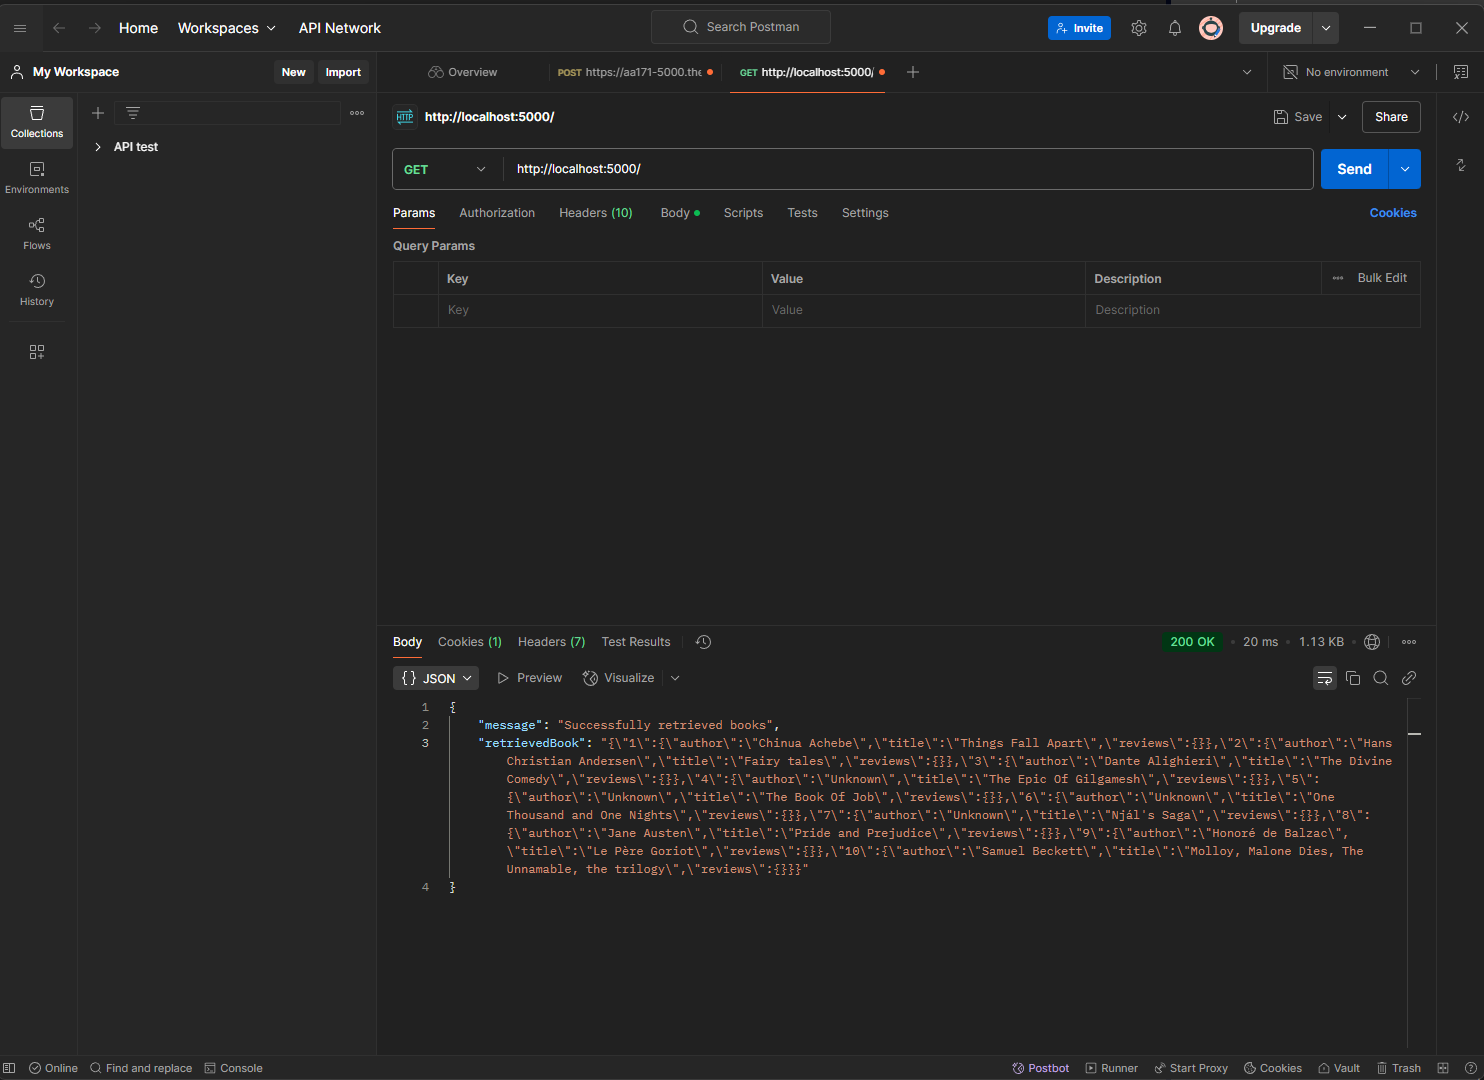 Home
Workspaces
API Network
Search Postman
Invite
Upgrade
My Workspace
New
Import
Overview
POST https://aa171-5000.the
GET http://localhost:5000/
No environment
Collections
Environments
Flows
History
API test
HTTP
http://localhost:5000/
Save
Share
GET
http://localhost:5000/
Send
Params
Authorization
Headers (10)
Body
Scripts
Tests
Settings
Cookies
Query Params
Key
Value
Description
Bulk Edit
Key
Value
Description
Body
Cookies (1)
Headers (7)
Test Results
200 OK
20 ms
1.13 KB
{} JSON
Preview
Visualize
1 {
2 "message": "Successfully retrieved books",
3 "retrievedBook": "{\"1\":{\"author\":\"Chinua Achebe\",\"title\":\"Things Fall Apart\",\"reviews\":{}},\"2\":{\"author\":\"Hans
Christian Andersen\",\"title\":\"Fairy tales\",\"reviews\":{}},\"3\":{\"author\":\"Dante Alighieri\",\"title\":\"The Divine
Comedy\",\"reviews\":{}},\"4\":{\"author\":\"Unknown\",\"title\":\"The Epic Of Gilgamesh\",\"reviews\":{}},\"5\":
{\"author\":\"Unknown\",\"title\":\"The Book Of Job\",\"reviews\":{}},\"6\":{\"author\":\"Unknown\",\"title\":\"One
Thousand and One Nights\",\"reviews\":{}},\"7\":{\"author\":\"Unknown\",\"title\":\"Njál's Saga\",\"reviews\":{}},\"8\":
{\"author\":\"Jane Austen\",\"title\":\"Pride and Prejudice\",\"reviews\":{}},\"9\":{\"author\":\"Honoré de Balzac\",
\"title\":\"Le Père Goriot\",\"reviews\":{}},\"10\":{\"author\":\"Samuel Beckett\",\"title\":\"Molloy, Malone Dies, The
Unnamable, the trilogy\",\"reviews\":{}}}"
4 }
Online
Find and replace
Console
Postbot
Runner
Start Proxy
Cookies
Vault
Trash